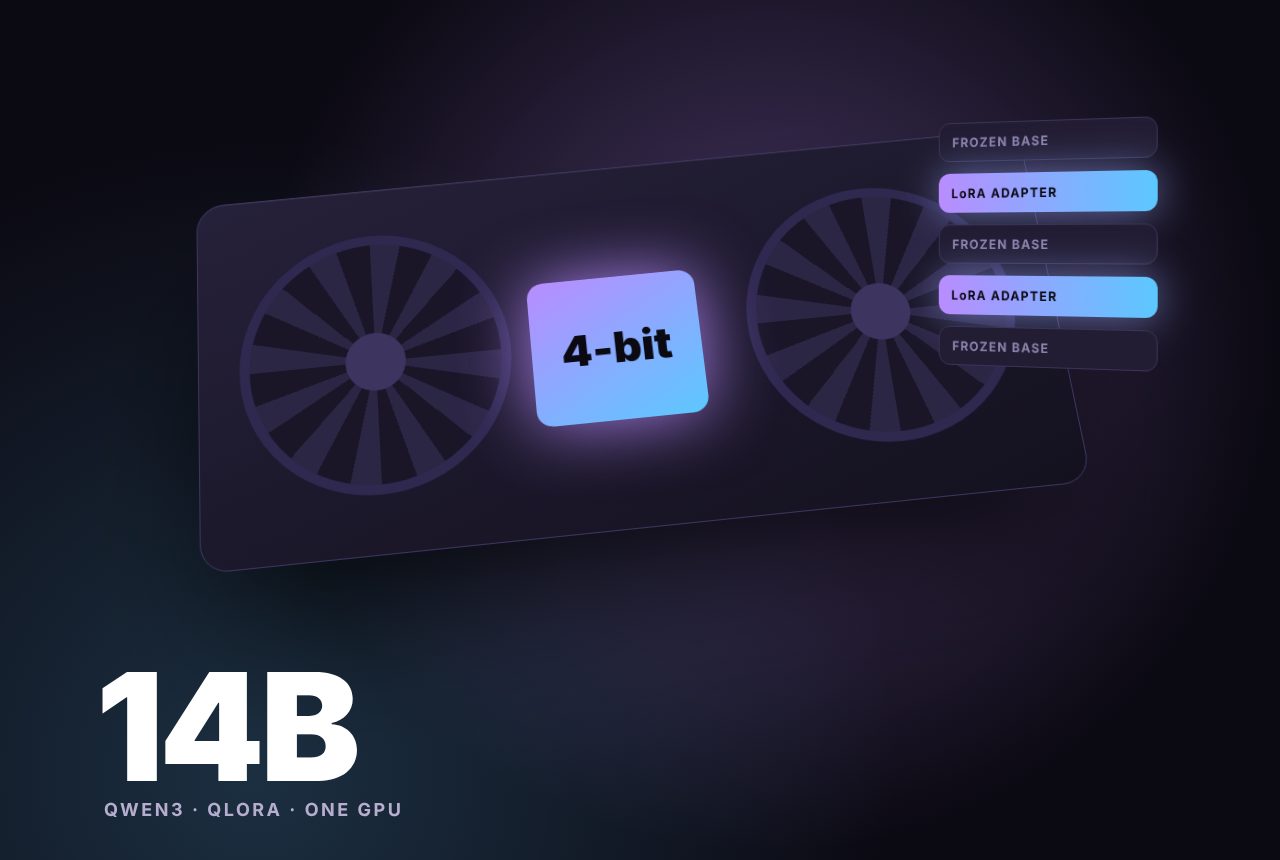 FROZEN BASE
LoRA ADAPTER
FROZEN BASE
LoRA ADAPTER
FROZEN BASE
4-bit
14B
QWEN3 · QLORA · ONE GPU